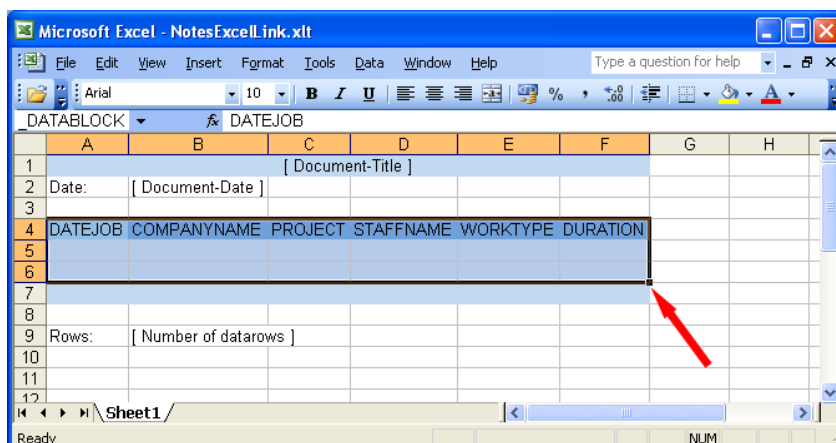 Microsoft Excel - NotesExcelLink.xlt
File Edit View Insert Format Tools Data Window Help Type a question for help
Arial 10 B I U % , .00 A
_DATABLOCK fx DATEJOB
A B C D E F G H
1 [ Document-Title ]
2 Date: [ Document-Date ]
3
4 DATEJOB COMPANYNAME PROJECT STAFFNAME WORKTYPE DURATION
5
6
7
8
9 Rows: [ Number of datarows ]
10
11
12
Sheet1
Ready NUM